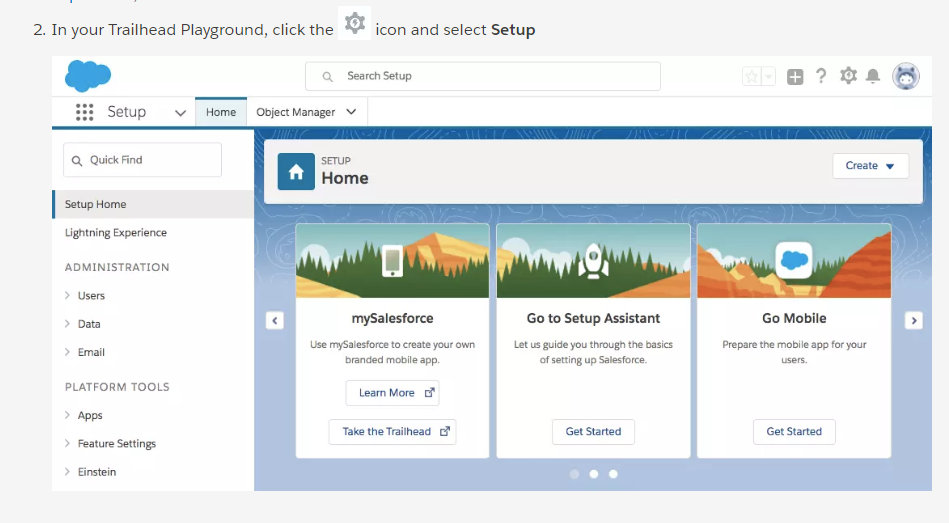 2. In your Trailhead Playground, click the icon and select Setup
Search Setup
Setup
Home
Object Manager
Quick Find
SETUP
Home
Create
Setup Home
Lightning Experience
ADMINISTRATION
Users
Data
Email
PLATFORM TOOLS
Apps
Feature Settings
Einstein
mySalesforce
Use mySalesforce to create your own
branded mobile app.
Learn More
Take the Trailhead
Go to Setup Assistant
Let us guide you through the basics
of setting up Salesforce.
Get Started
Go Mobile
Prepare the mobile app for your
users.
Get Started